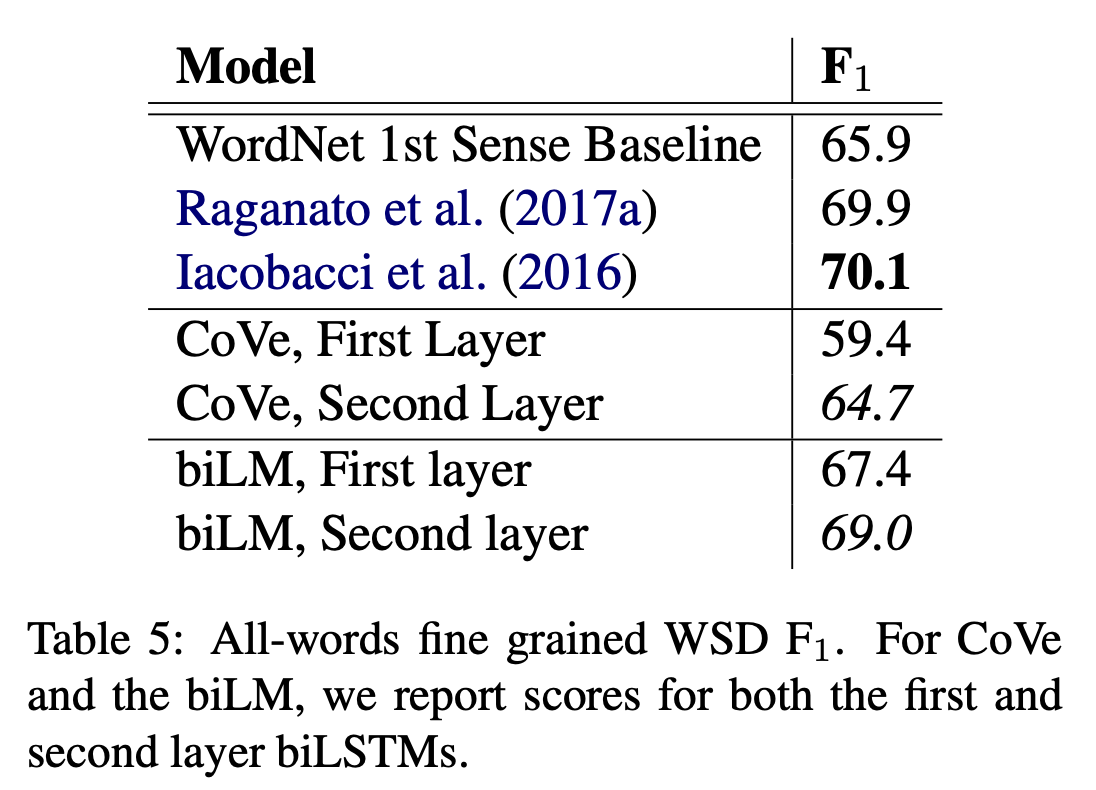 Model F₁
WordNet 1st Sense Baseline 65.9
Raganato et al. (2017a) 69.9
Iacobacci et al. (2016) 70.1
CoVe, First Layer 59.4
CoVe, Second Layer 64.7
biLM, First layer 67.4
biLM, Second layer 69.0
Table 5: All-words fine grained WSD F₁. For CoVe
and the biLM, we report scores for both the first and
second layer biLSTMs.